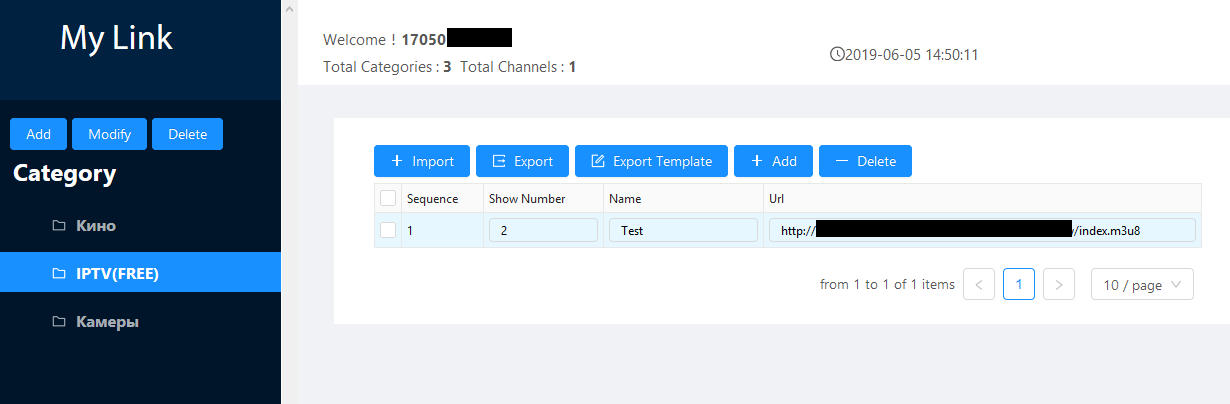 My Link
Welcome ! 17050
Total Categories : 3 Total Channels : 1
2019-06-05 14:50:11
Add Modify Delete
Category
Кино
IPTV(FREE)
Камеры
Import Export Export Template Add Delete
Sequence Show Number Name Url
1 2 Test http:// /index.m3u8
from 1 to 1 of 1 items < 1 > 10 / page